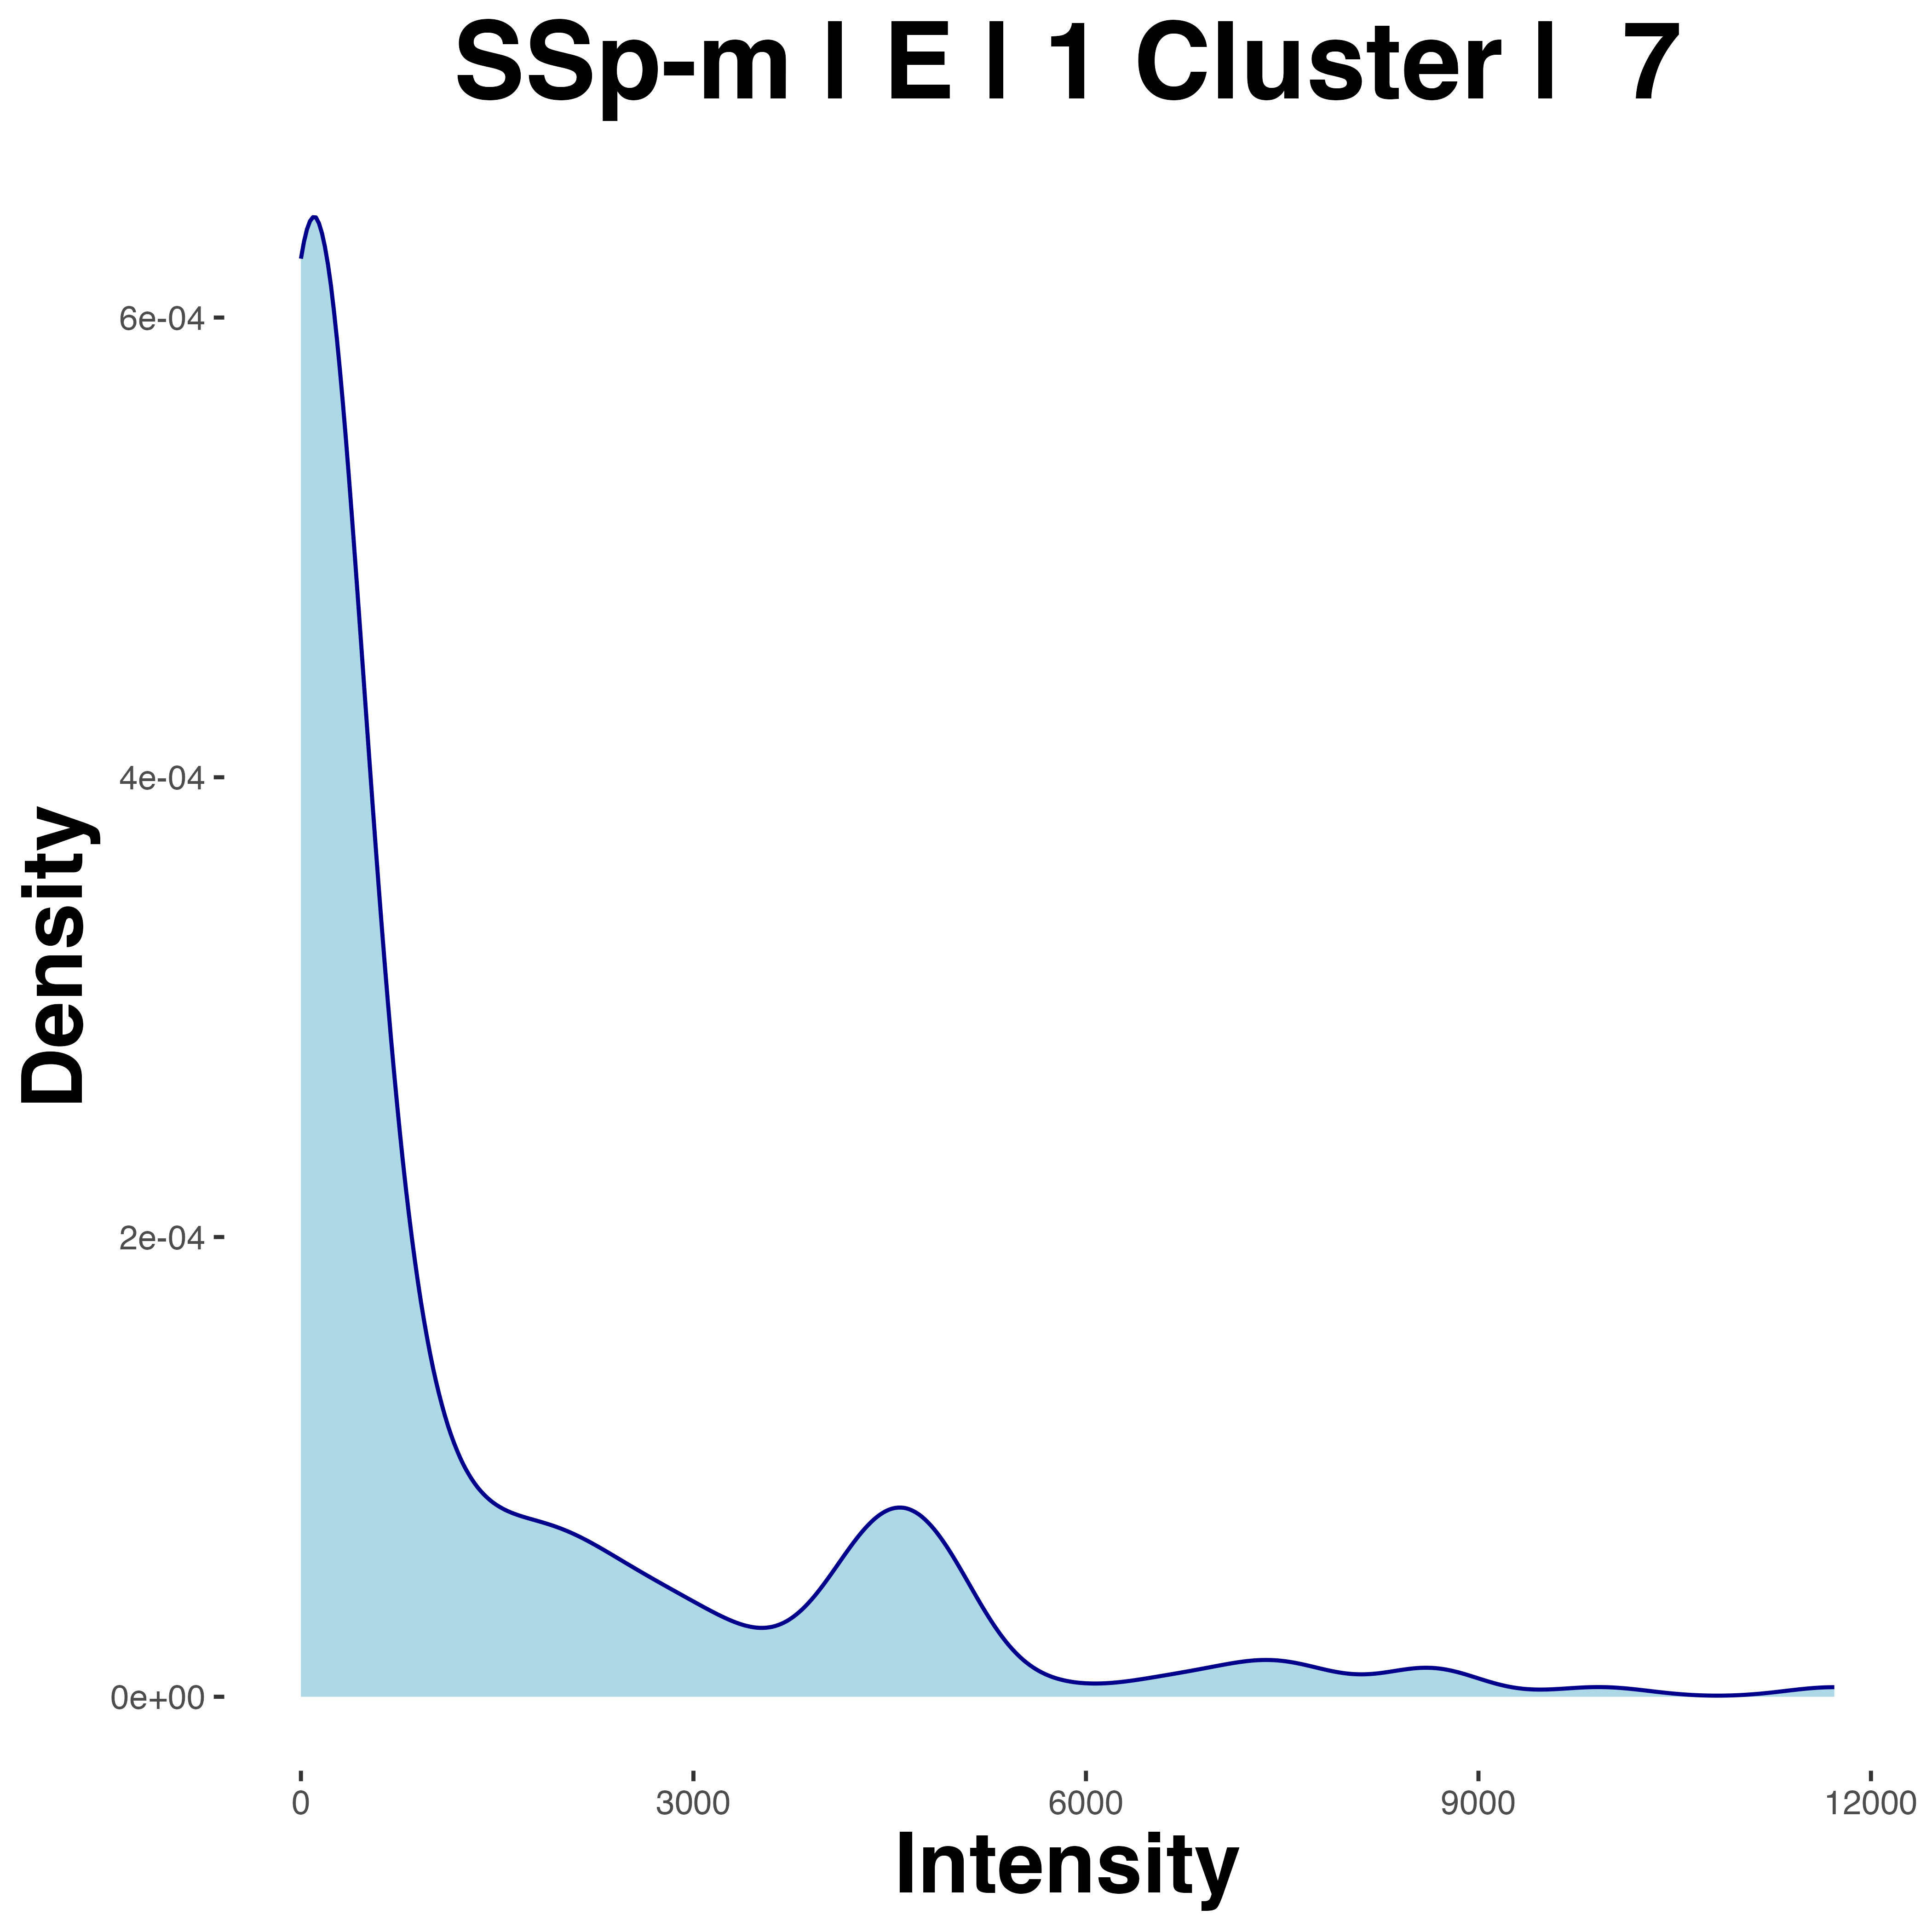 SSp-m | E | 1 Cluster | 7
Density
6e-04
4e-04
2e-04
0e+00
0
3000
6000
9000
12000
Intensity